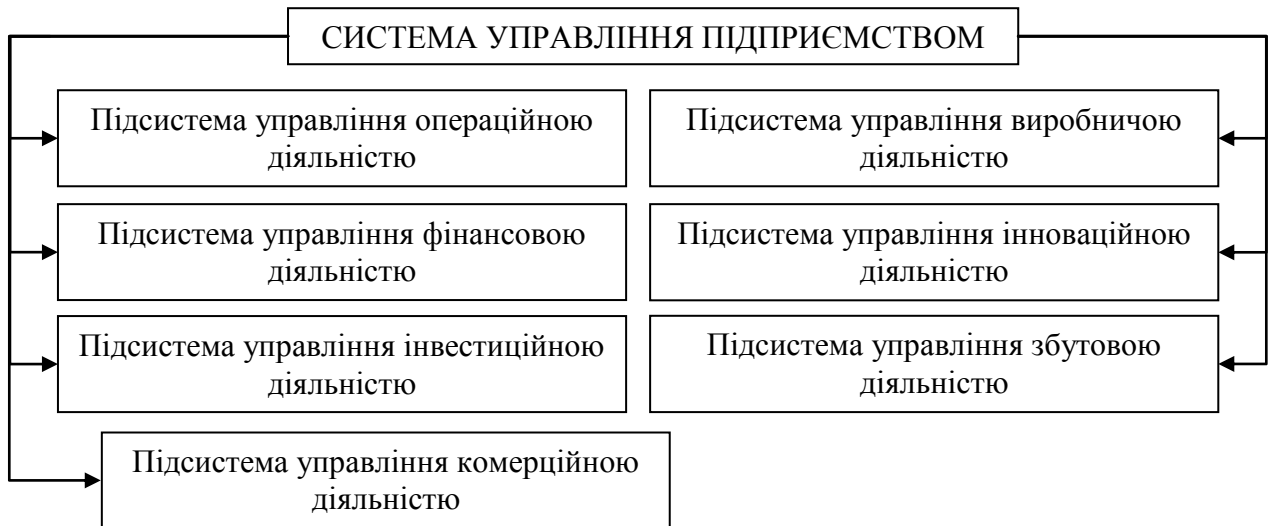 СИСТЕМА УПРАВЛІННЯ ПІДПРИЄМСТВОМ
Підсистема управління операційною
діяльністю
Підсистема управління виробничою
діяльністю
Підсистема управління фінансовою
діяльністю
Підсистема управління інноваційною
діяльністю
Підсистема управління інвестиційною
діяльністю
Підсистема управління збутовою
діяльністю
Підсистема управління комерційною
діяльністю